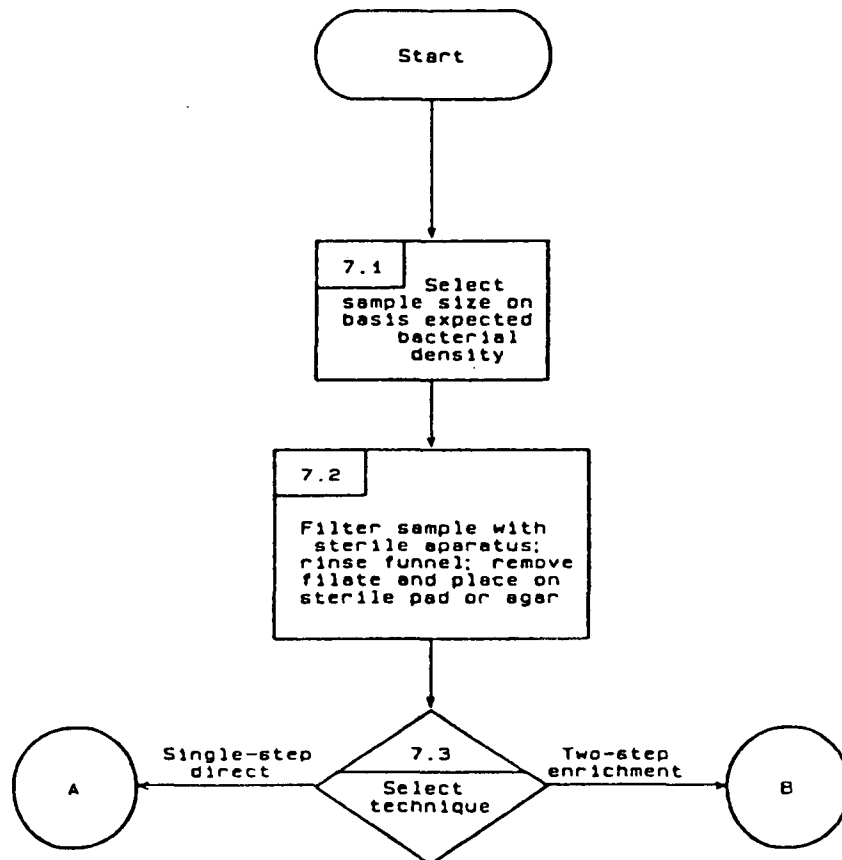 Start
7.1
Select
sample size on
basis expected
bacterial
density
7.2
Filter sample with
sterile aparatus;
rinse funnel; remove
filate and place on
sterile pad or agar
Single-step
direct
7.3
Select
technique
Two-step
enrichment
A
B